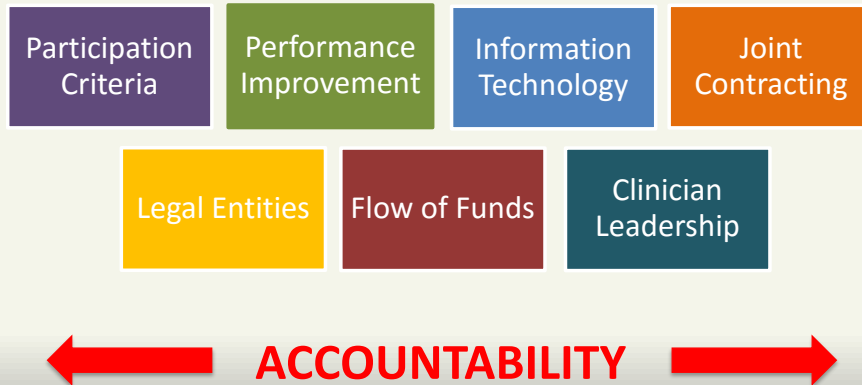 Participation
Criteria
Performance
Improvement
Information
Technology
Joint
Contracting
Legal Entities
Flow of Funds
Clinician
Leadership
ACCOUNTABILITY